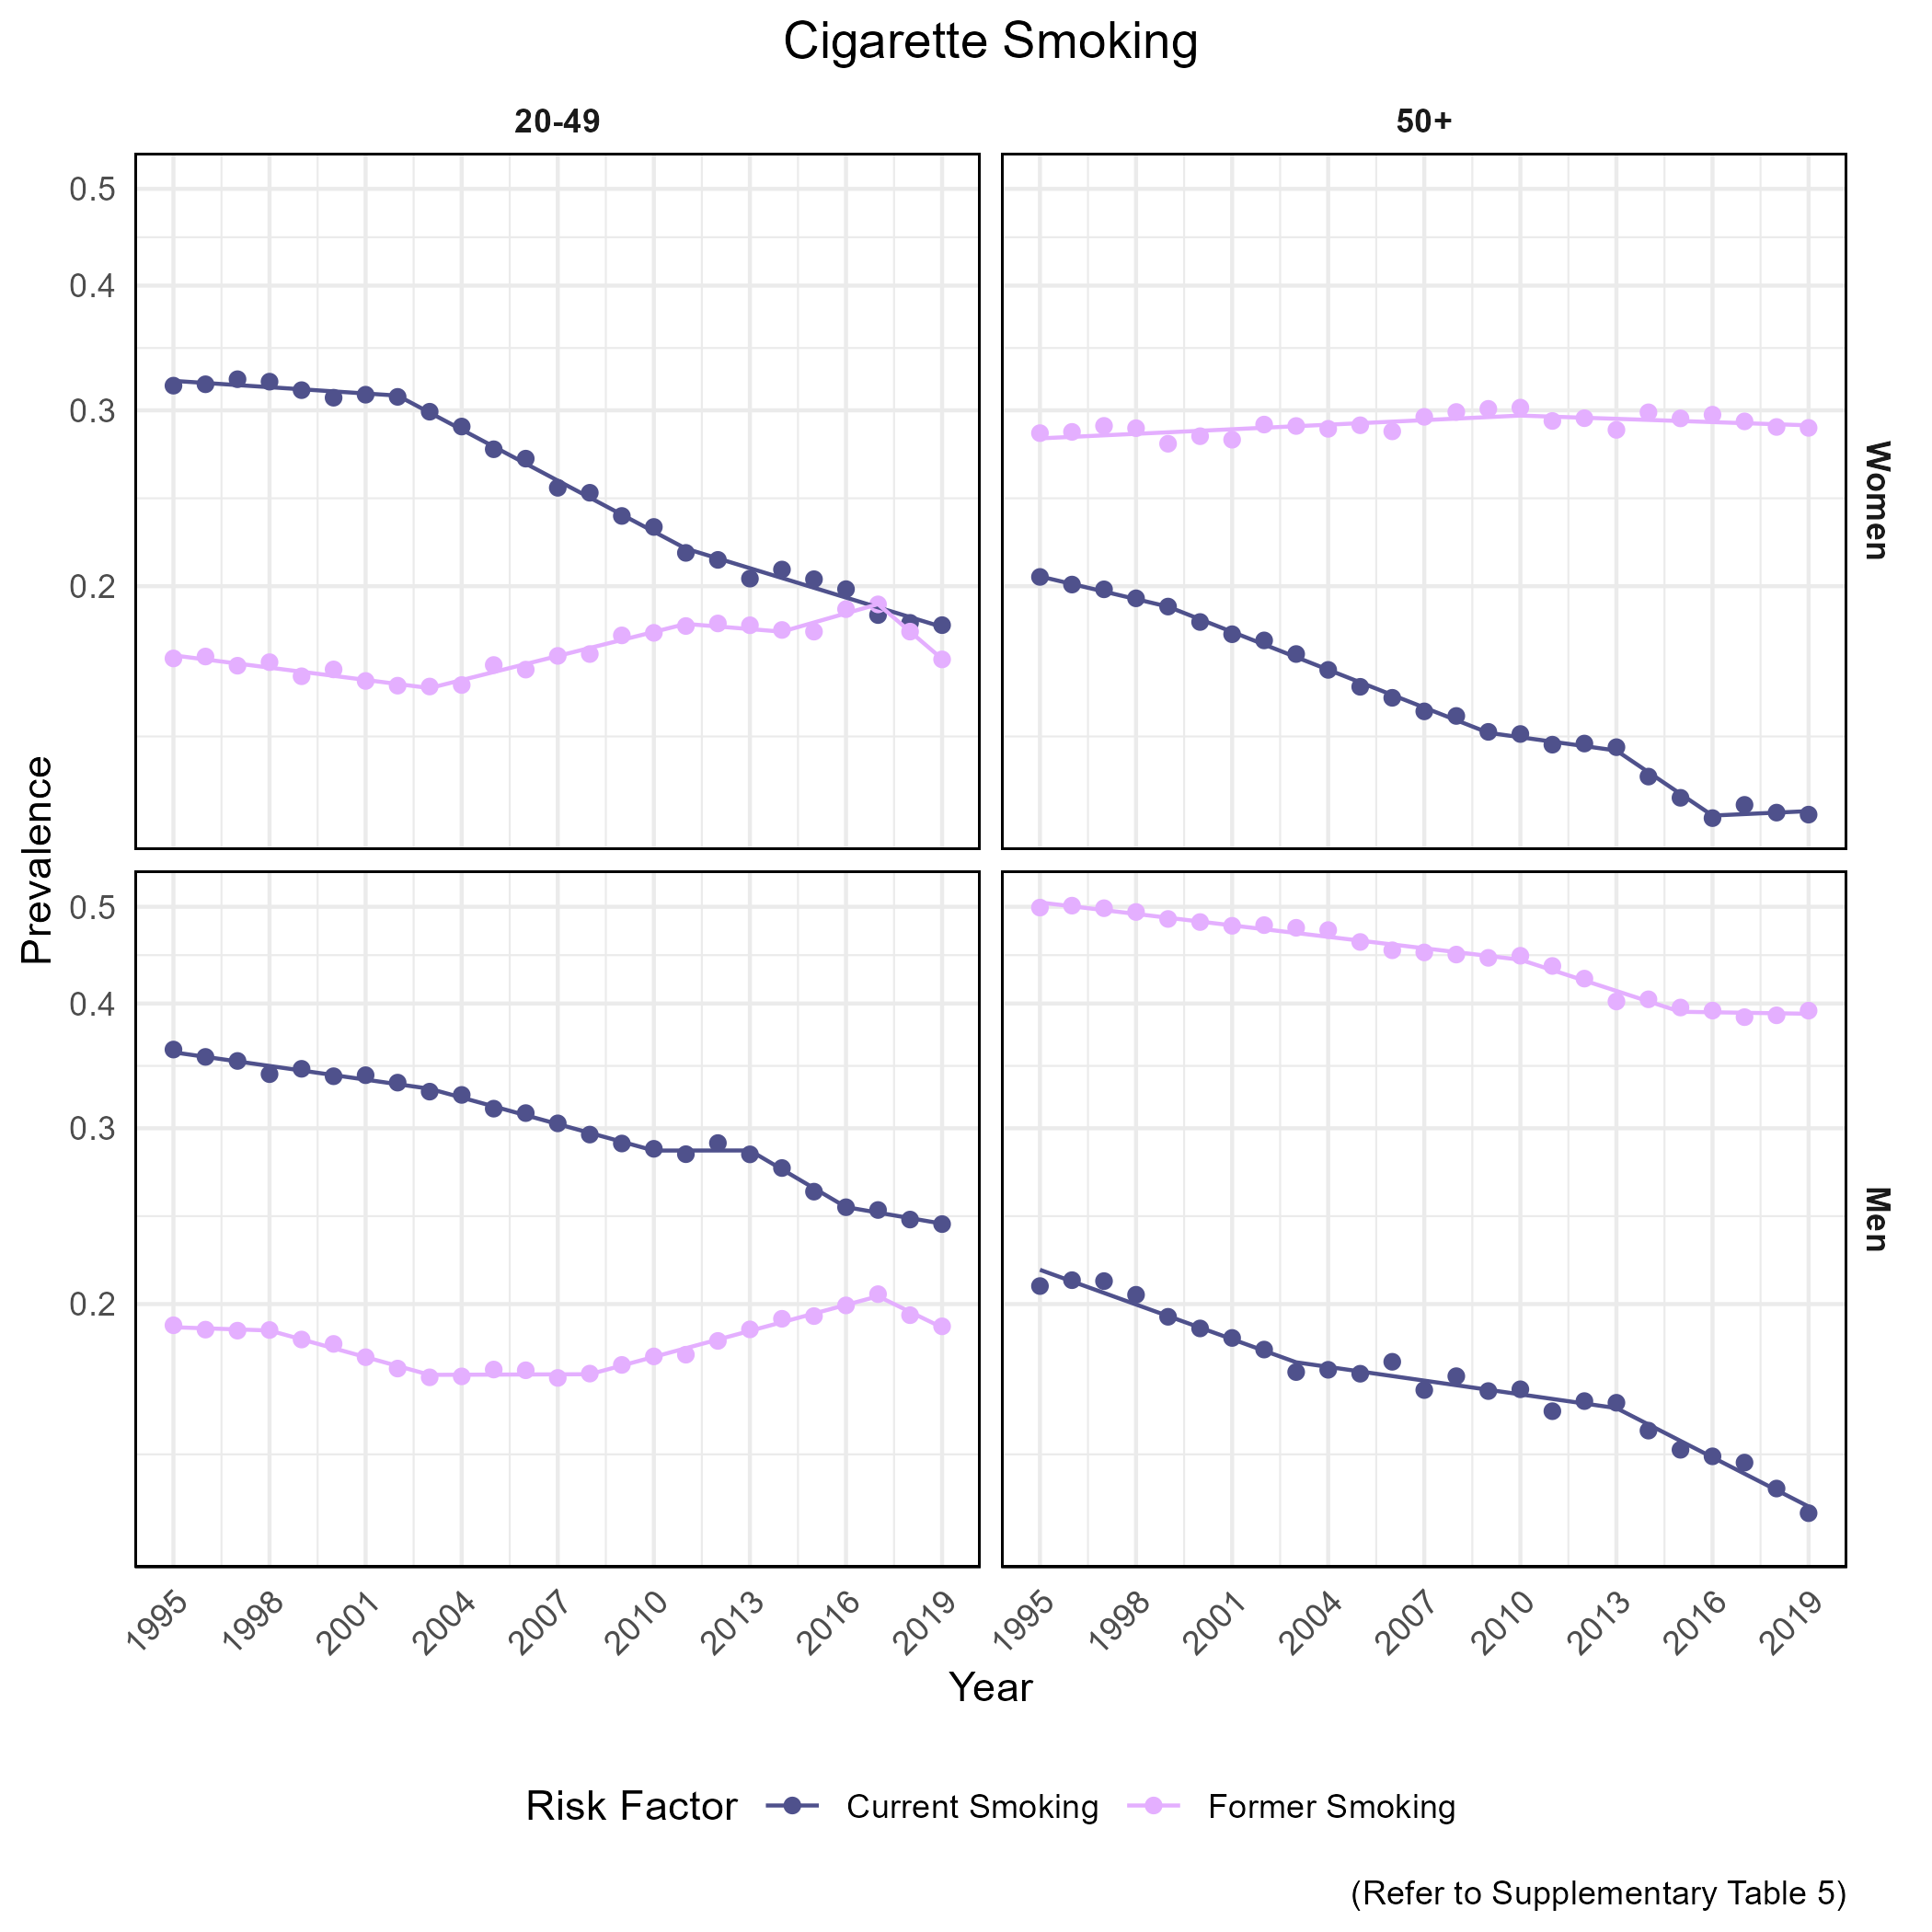 Cigarette Smoking
20-49
50+
0.5
0.4
0.3
0.2
Women
Prevalence
0.5
0.4
0.3
0.2
Men
1995 1998 2001 2004 2007 2010 2013 2016 2019
1995 1998 2001 2004 2007 2010 2013 2016 2019
Year
Risk Factor Current Smoking Former Smoking
(Refer to Supplementary Table 5)